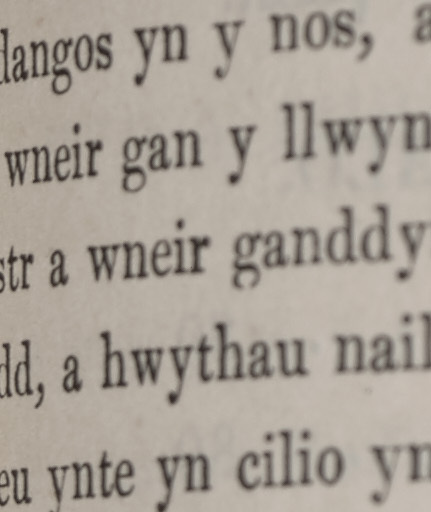 dangos yn y nos, a
wneir gan y llwyn
str a wneir ganddy
dd, a hwythau nail
eu ynte yn cilio yn